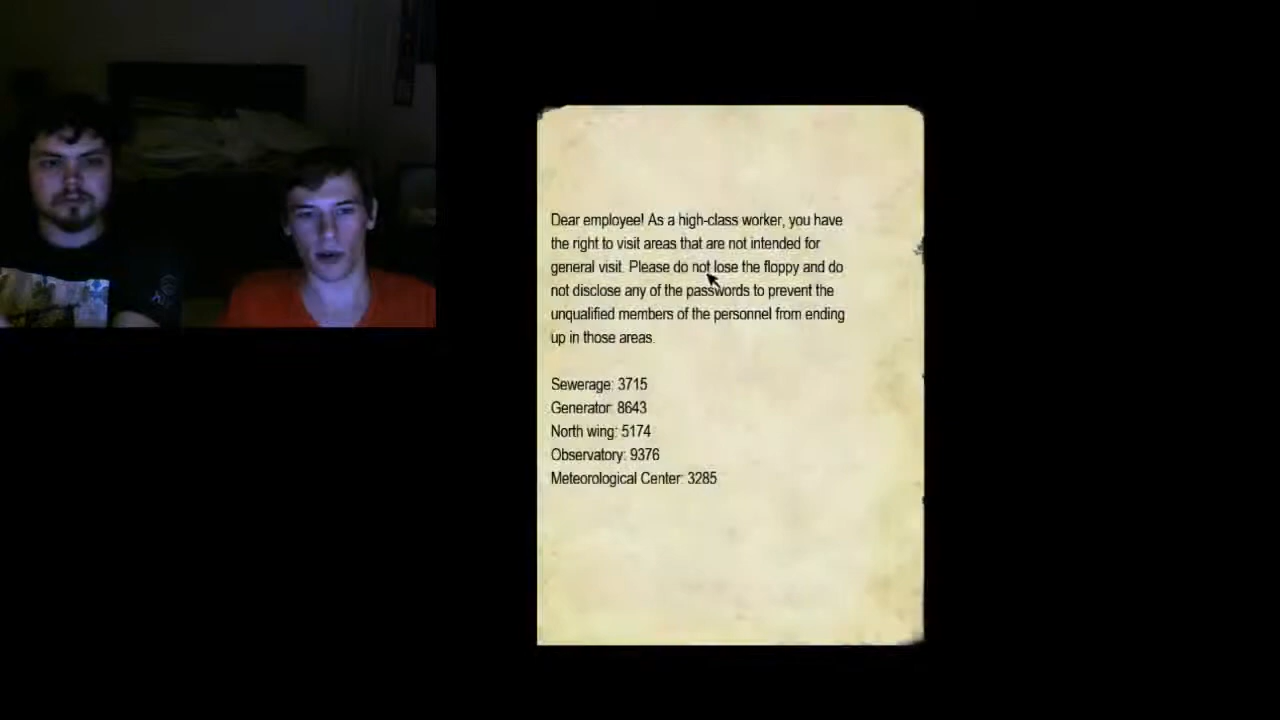 Dear employee! As a high-class worker, you have
the right to visit areas that are not intended for
general visit. Please do not lose the floppy and do
not disclose any of the passwords to prevent the
unqualified members of the personnel from ending
up in those areas.
Sewerage: 3715
Generator: 8643
North wing: 5174
Observatory: 9376
Meteorological Center: 3285